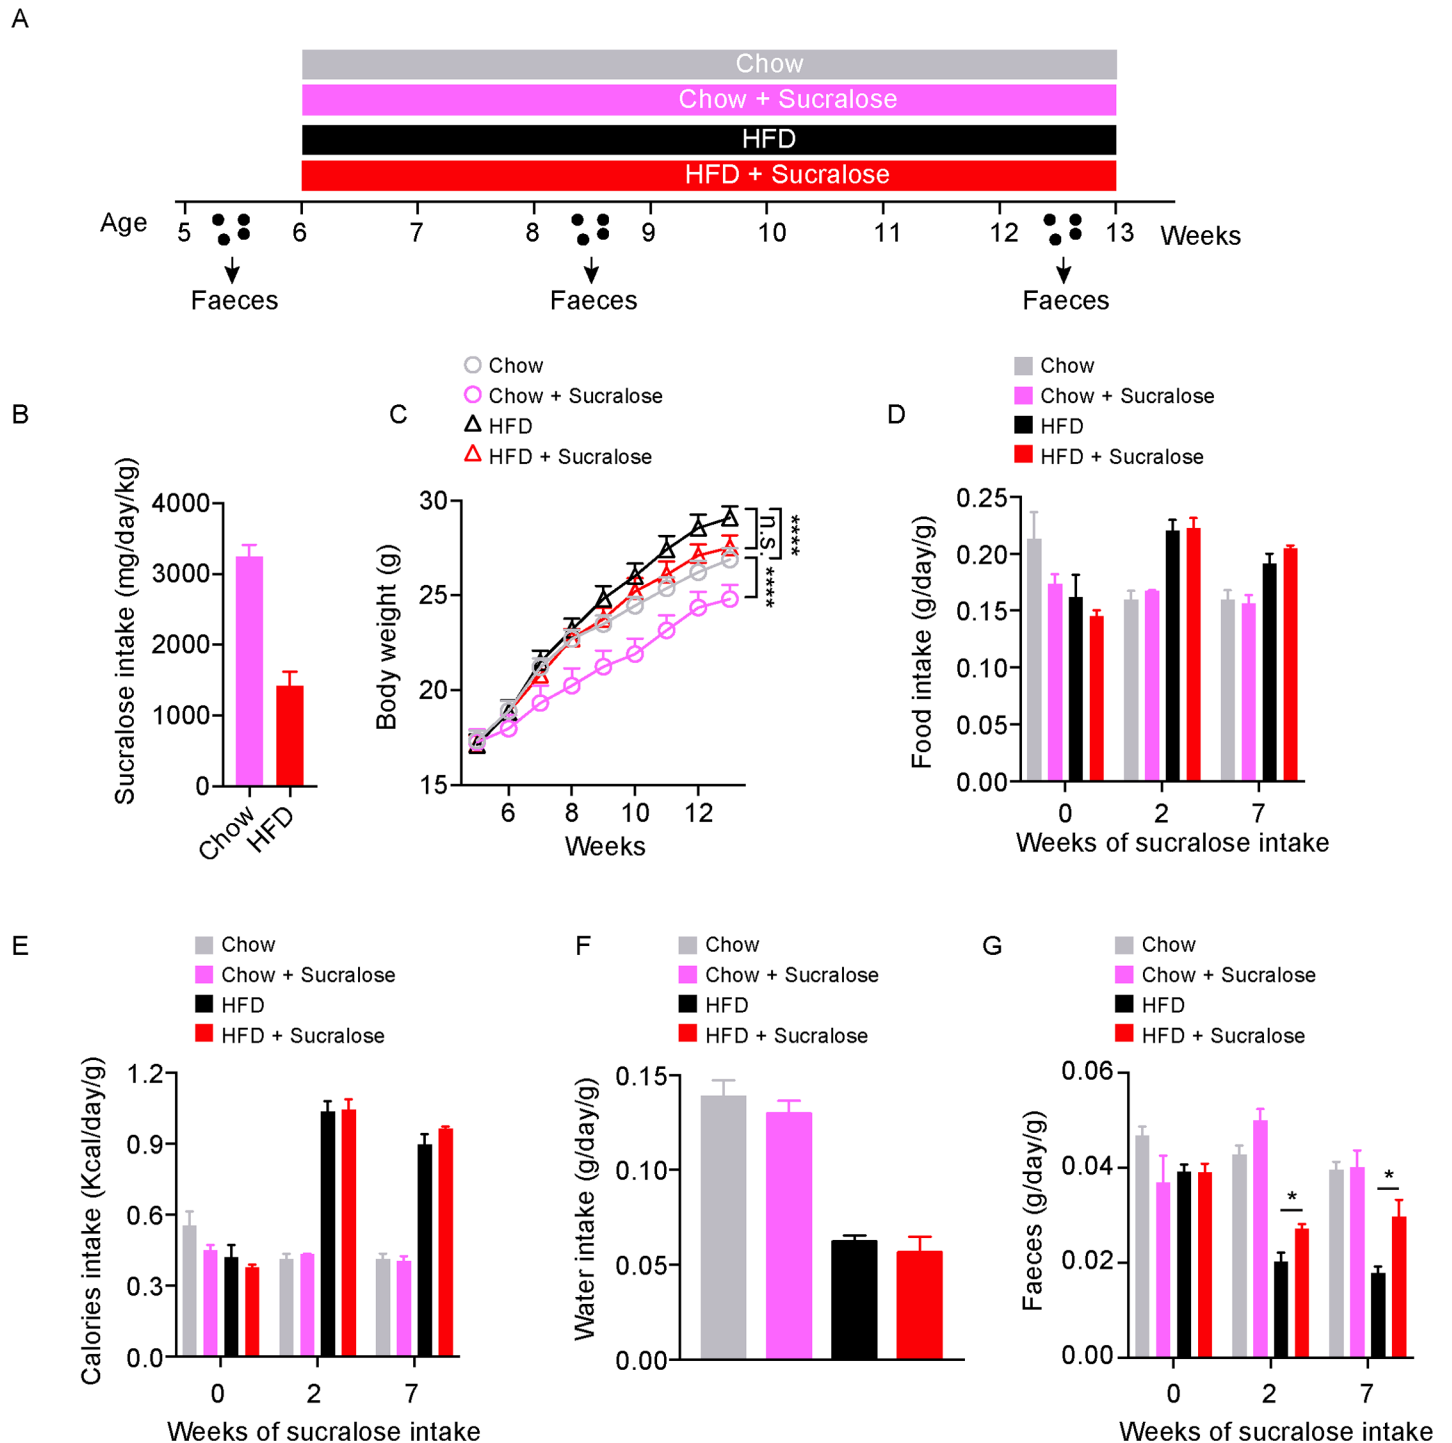 A
Chow
Chow + Sucralose
HFD
HFD + Sucralose
Age
5 6 7 8 9 10 11 12 13 Weeks
Faeces Faeces Faeces
B
Sucralose intake (mg/day/kg)
4000
3000
2000
1000
0
Chow
HFD
C
Chow
Chow + Sucralose
HFD
HFD + Sucralose
Body weight (g)
30
25
20
15
6 8 10 12
Weeks
n.s.
****
****
D
Chow
Chow + Sucralose
HFD
HFD + Sucralose
Food intake (g/day/g)
0.25
0.20
0.15
0.10
0.05
0.00
0 2 7
Weeks of sucralose intake
E
Chow
Chow + Sucralose
HFD
HFD + Sucralose
Calories intake (Kcal/day/g)
1.2
0.9
0.6
0.3
0.0
0 2 7
Weeks of sucralose intake
F
Chow
Chow + Sucralose
HFD
HFD + Sucralose
Water intake (g/day/g)
0.15
0.10
0.05
0.00
G
Chow
Chow + Sucralose
HFD
HFD + Sucralose
Faeces (g/day/g)
0.06
0.04
0.02
0.00
*
*
0 2 7
Weeks of sucralose intake